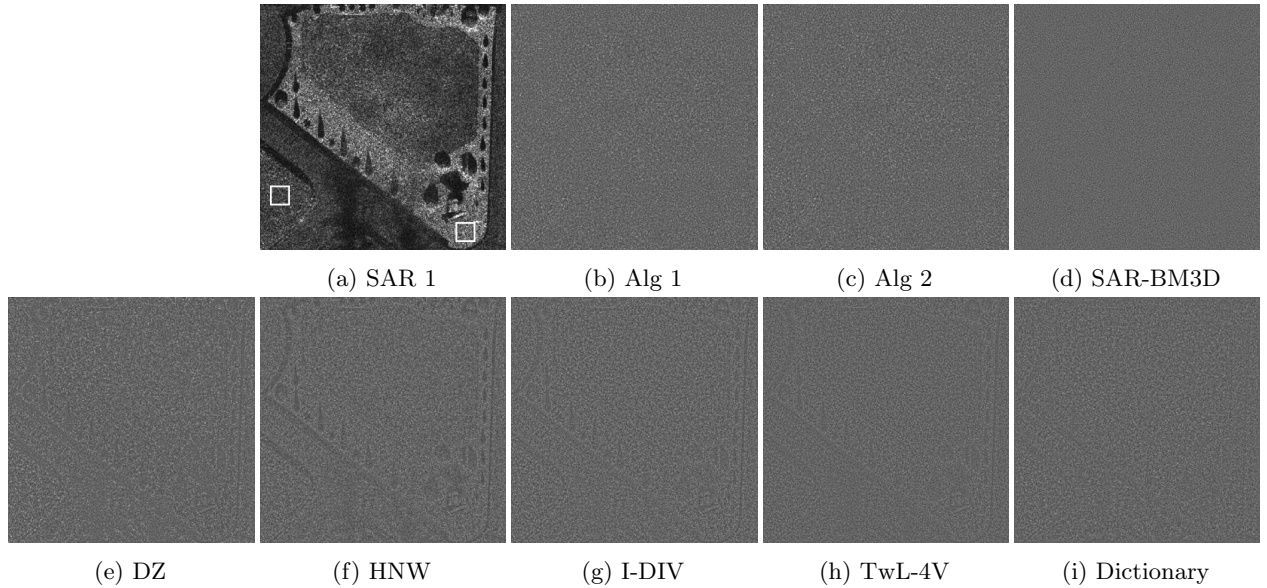 (a) SAR 1
(b) Alg 1
(c) Alg 2
(d) SAR-BM3D
(e) DZ
(f) HNW
(g) I-DIV
(h) TwL-4V
(i) Dictionary